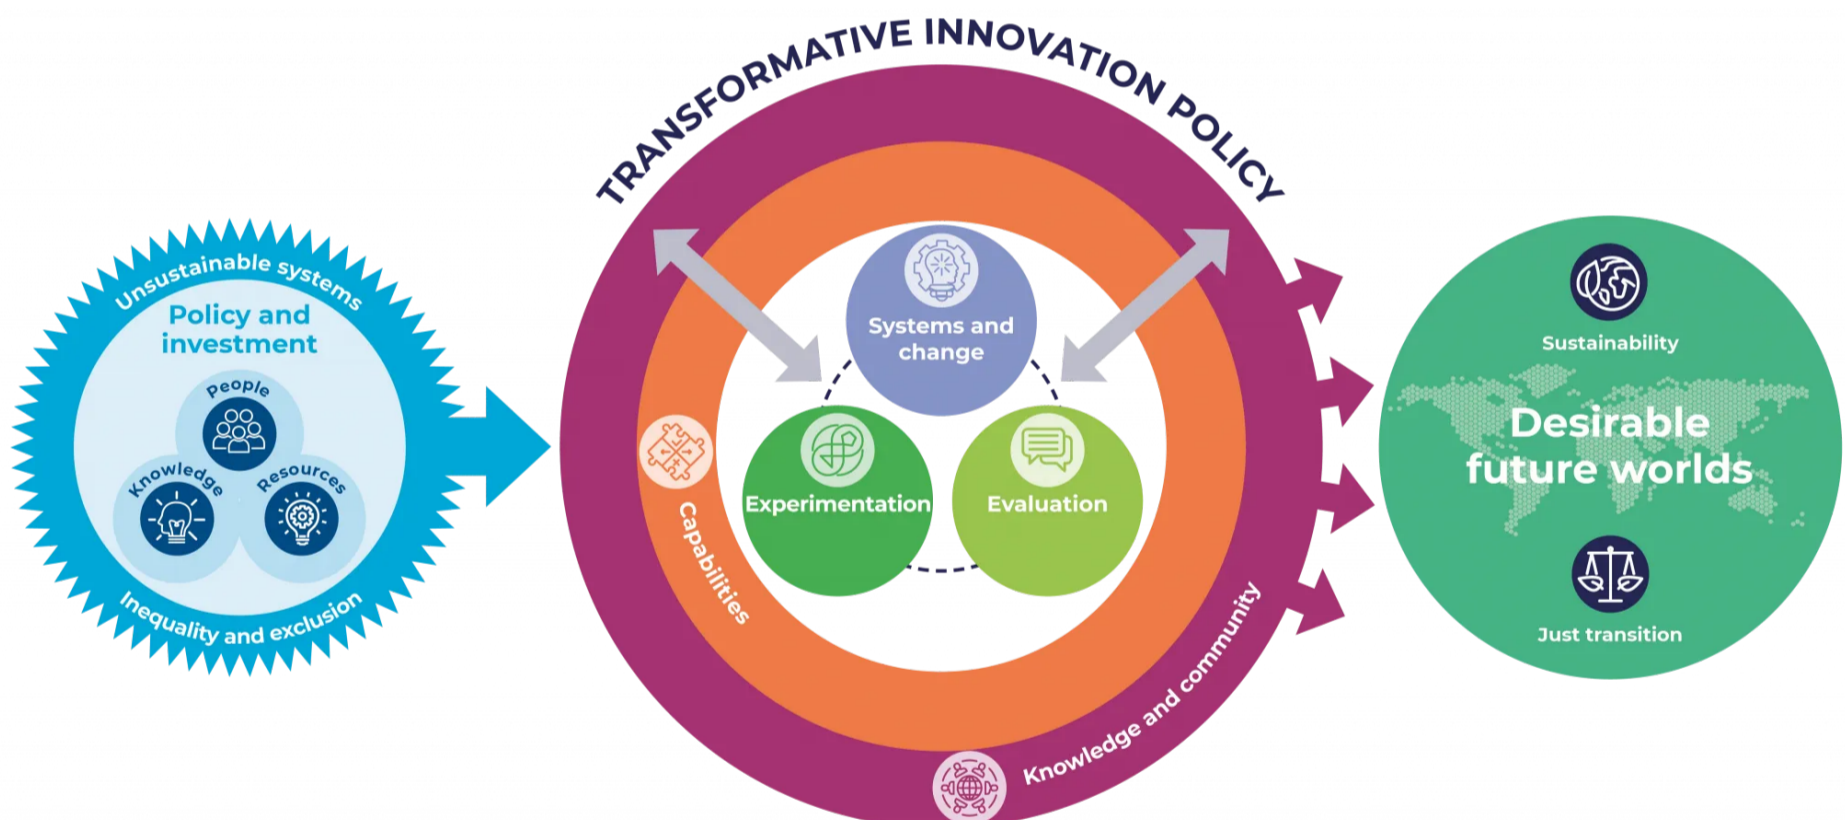 TRANSFORMATIVE INNOVATION POLICY
Unsustainable systems
Policy and
investment
People
Knowledge
Resources
Inequality and exclusion
Systems and
change
Experimentation
Evaluation
Capabilities
Knowledge and community
Sustainability
Desirable
future worlds
Just transition